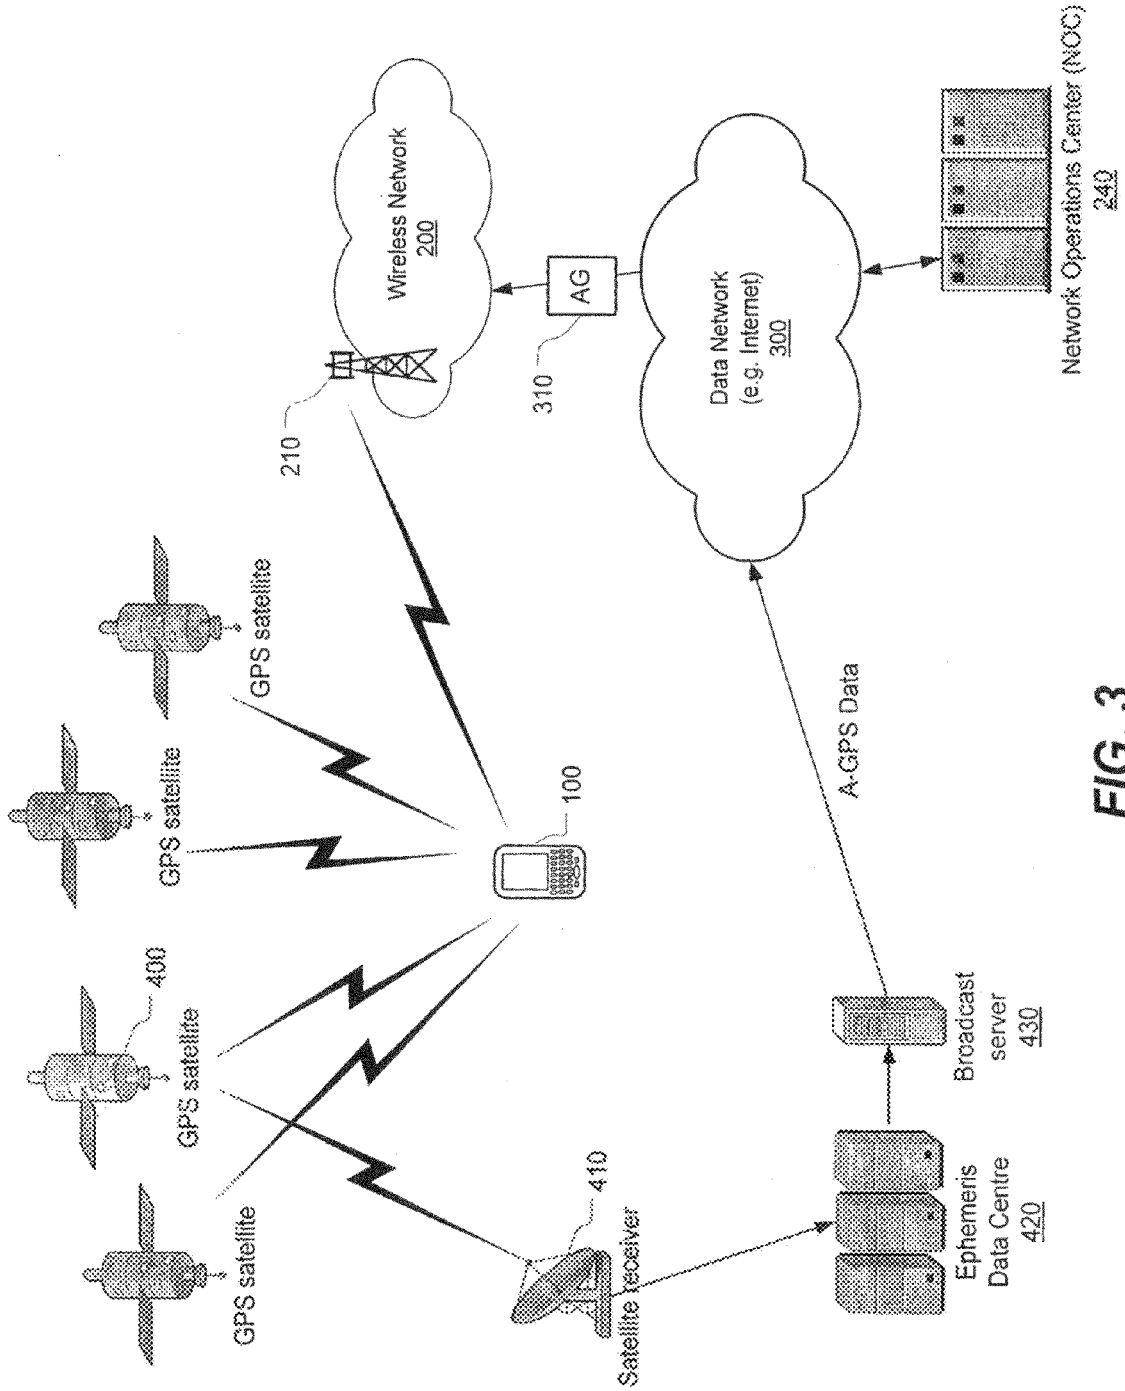 GPS satellite
GPS satellite
400
GPS satellite
GPS satellite
210
Wireless Network
200
310
AG
100
Satellite receiver
410
Data Network
(e.g. Internet)
300
A-GPS Data
Ephemeris
Data Centre
420
Broadcast
server
430
Network Operations Center (NOC)
240
FIG. 3